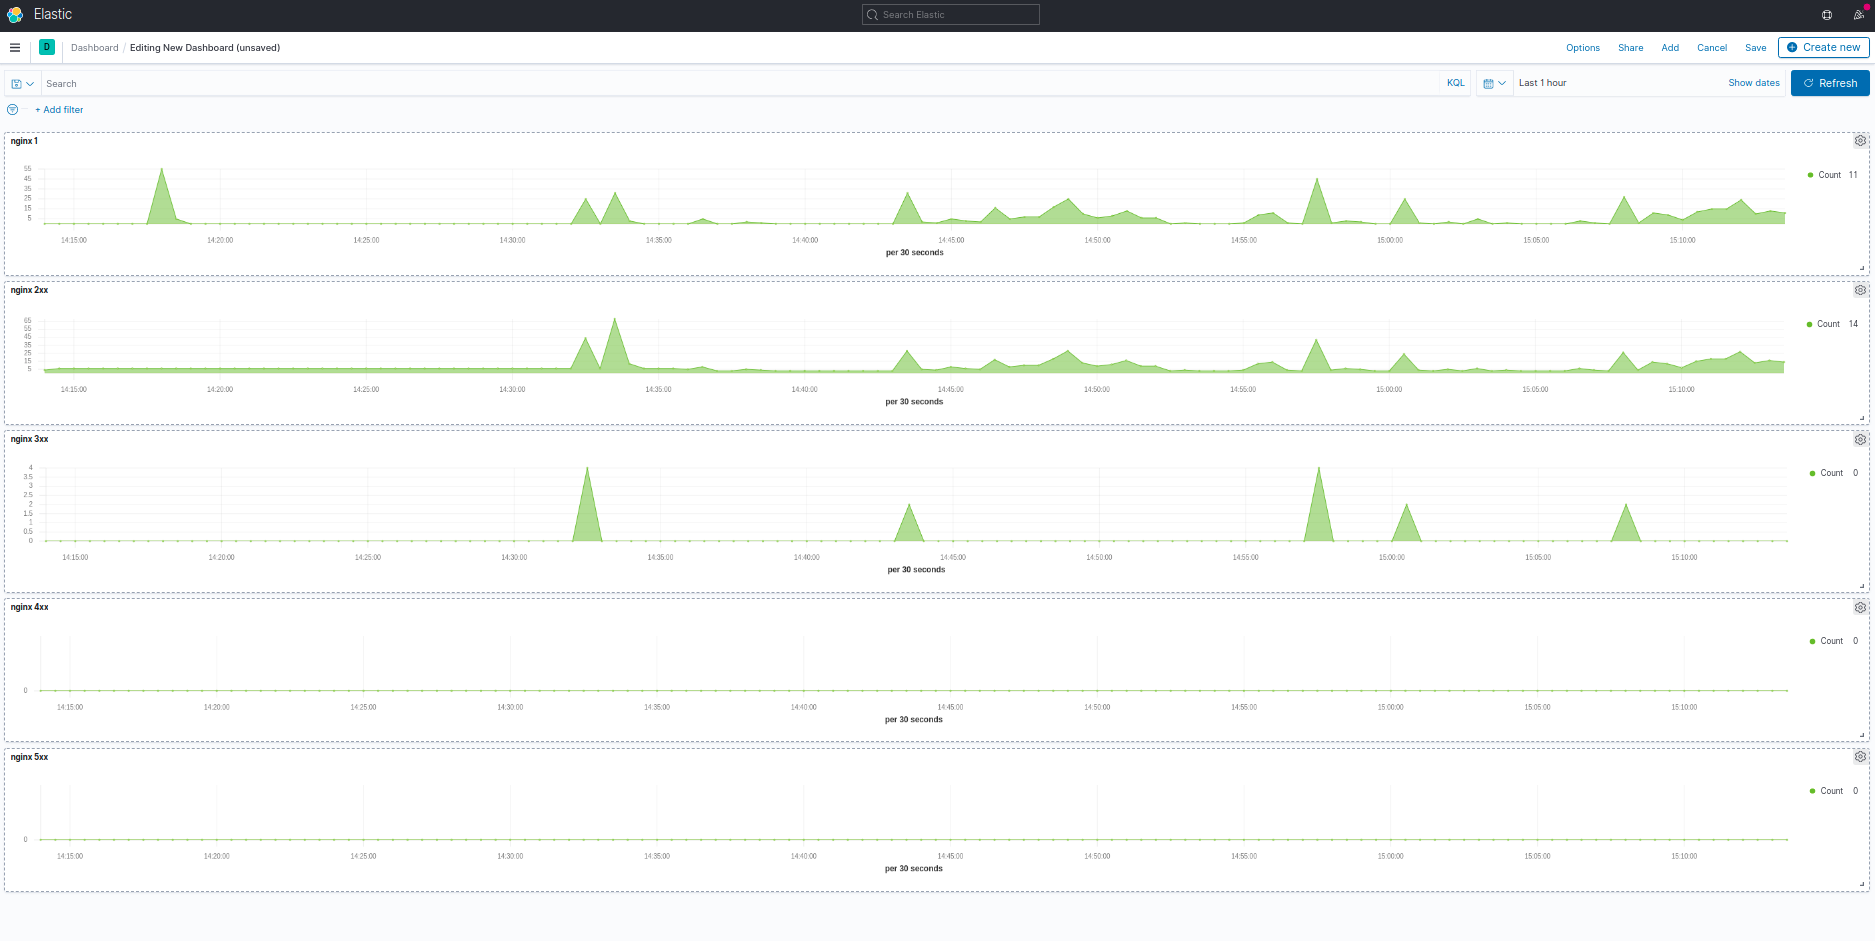 Elastic
Search Elastic
D Dashboard / Editing New Dashboard (unsaved) Options Share Add Cancel Save Create new
Search KQL Last 1 hour Show dates Refresh
+ Add filter
nginx 1
55
45
35
25
15
5
Count 11
14:15:00 14:20:00 14:25:00 14:30:00 14:35:00 14:40:00 14:45:00 14:50:00 14:55:00 15:00:00 15:05:00 15:10:00
per 30 seconds
nginx 2xx
65
55
45
35
25
15
5
Count 14
14:15:00 14:20:00 14:25:00 14:30:00 14:35:00 14:40:00 14:45:00 14:50:00 14:55:00 15:00:00 15:05:00 15:10:00
per 30 seconds
nginx 3xx
4
3.5
3
2.5
2
1.5
1
0.5
0
Count 0
14:15:00 14:20:00 14:25:00 14:30:00 14:35:00 14:40:00 14:45:00 14:50:00 14:55:00 15:00:00 15:05:00 15:10:00
per 30 seconds
nginx 4xx
Count 0
0
14:15:00 14:20:00 14:25:00 14:30:00 14:35:00 14:40:00 14:45:00 14:50:00 14:55:00 15:00:00 15:05:00 15:10:00
per 30 seconds
nginx 5xx
Count 0
0
14:15:00 14:20:00 14:25:00 14:30:00 14:35:00 14:40:00 14:45:00 14:50:00 14:55:00 15:00:00 15:05:00 15:10:00
per 30 seconds